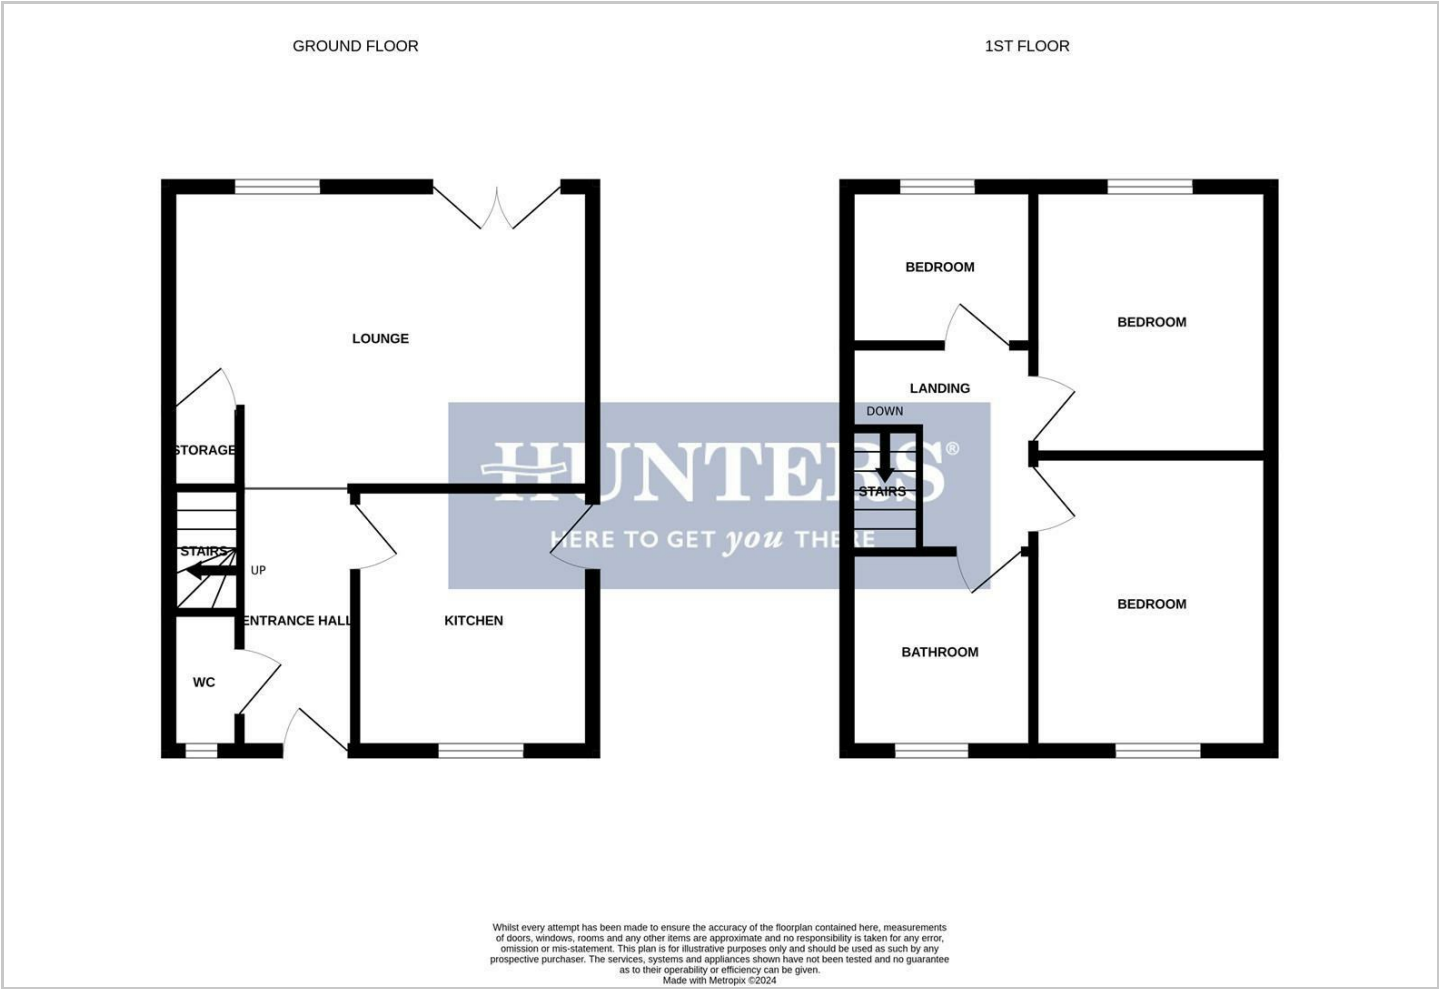 GROUND FLOOR
1ST FLOOR
BEDROOM
BEDROOM
LOUNGE
LANDING
DOWN
STORAGE
HUNTERS®
STAIRS
HERE TO GET you THERE
STAIRS
UP
BEDROOM
ENTRANCE HALL
KITCHEN
BATHROOM
WC
Whilst every attempt has been made to ensure the accuracy of the floorplan contained here, measurements
of doors, windows, rooms and any other items are approximate and no responsibility is taken for any error,
omission or mis-statement. This plan is for illustrative purposes only and should be used as such by any
prospective purchaser. The services, systems and appliances shown have not been tested and no guarantee
as to their operability or efficiency can be given.
Made with Metropix ©2024